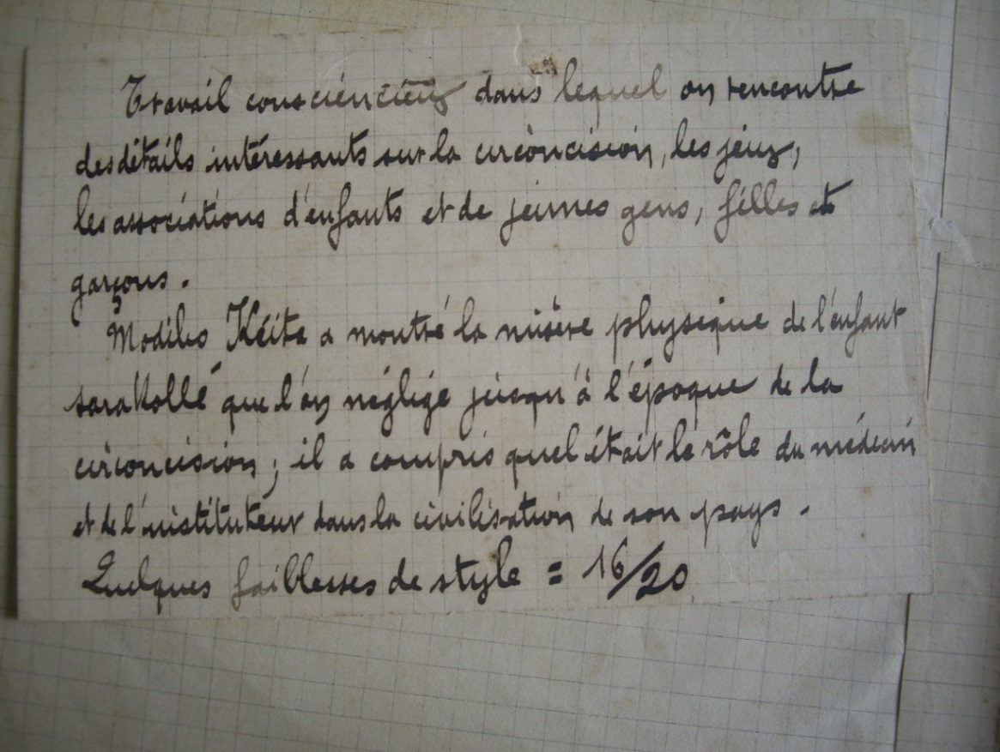 Travail consciencieux dans lequel on rencontre
des détails intéressants sur la circoncision, les jeux,
les associations d'enfants et de jeunes gens, filles et
garçons.
Modibo Kéita a montré la misère physique de l'enfant
sarakollé que l'on néglige jusqu'à l'époque de la
circoncision ; il a compris quel était le rôle du médecin
et de l'instituteur dans la civilisation de son pays.
Quelques faiblesses de style = 16/20